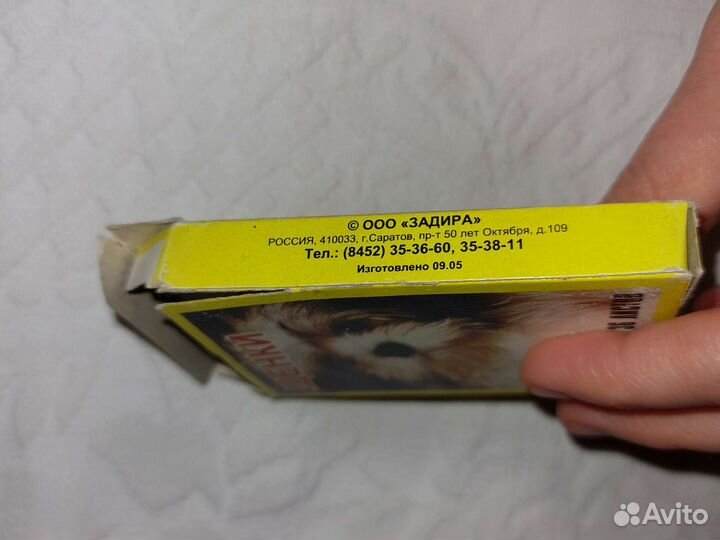 © ООО «ЗАДИРА»
РОССИЯ, 410033, г.Саратов, пр-т 50 лет Октября, д.109
Тел.: (8452) 35-36-60, 35-38-11
Изготовлено 09.05
Avito